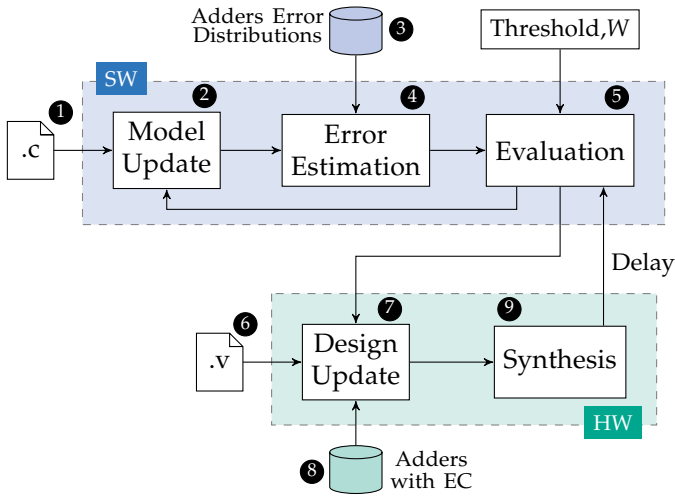 Adders Error
Distributions
3
Threshold,W
SW
1
2
4
5
.c
Model
Update
Error
Estimation
Evaluation
Delay
6
7
9
.v
Design
Update
Synthesis
HW
8
Adders
with EC